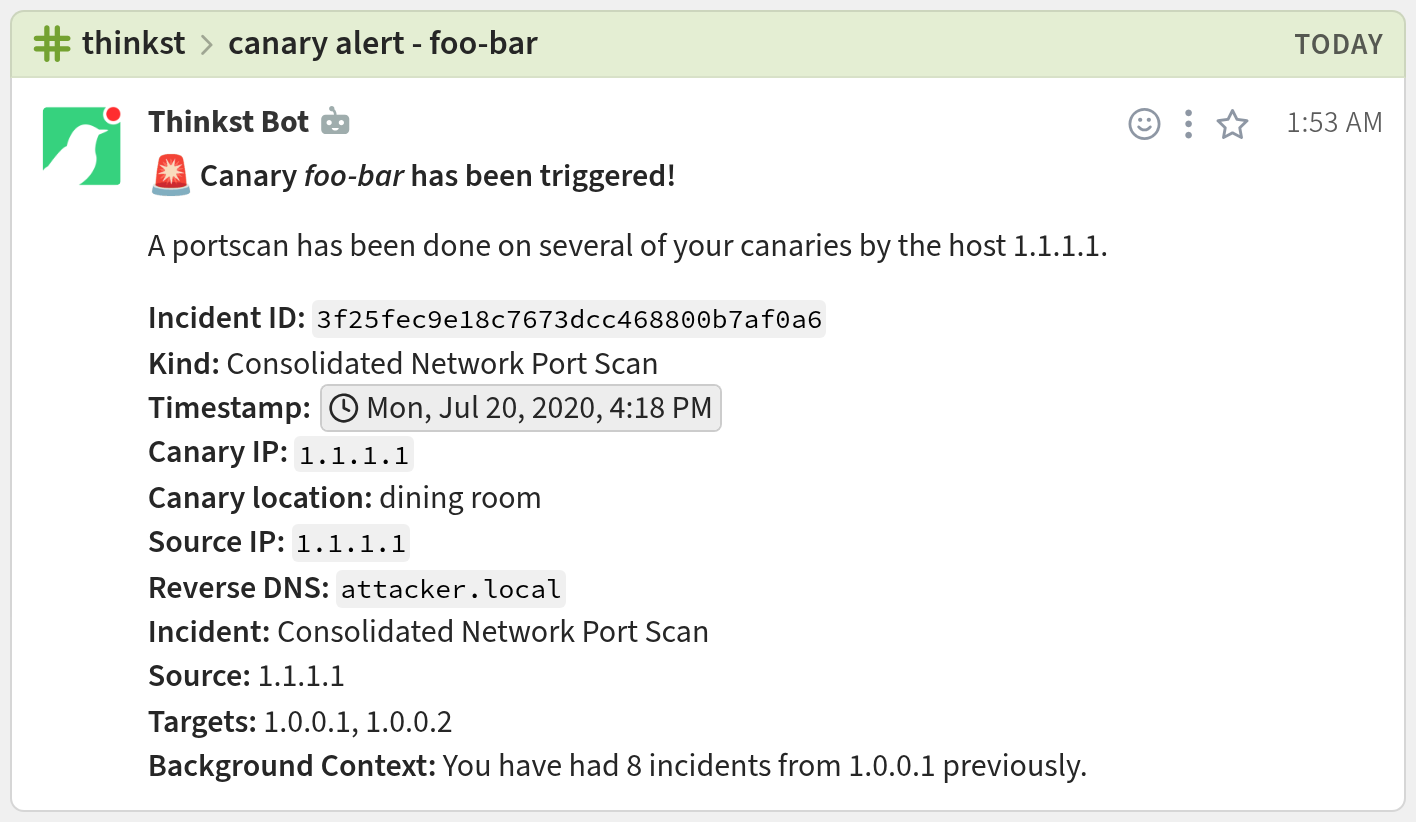 thinkst > canary alert - foo-bar TODAY
Thinkst Bot 1:53 AM
Canary foo-bar has been triggered!
A portscan has been done on several of your canaries by the host 1.1.1.1.
Incident ID: 3f25fec9e18c7673dcc468800b7af0a6
Kind: Consolidated Network Port Scan
Timestamp: Mon, Jul 20, 2020, 4:18 PM
Canary IP: 1.1.1.1
Canary location: dining room
Source IP: 1.1.1.1
Reverse DNS: attacker.local
Incident: Consolidated Network Port Scan
Source: 1.1.1.1
Targets: 1.0.0.1, 1.0.0.2
Background Context: You have had 8 incidents from 1.0.0.1 previously.